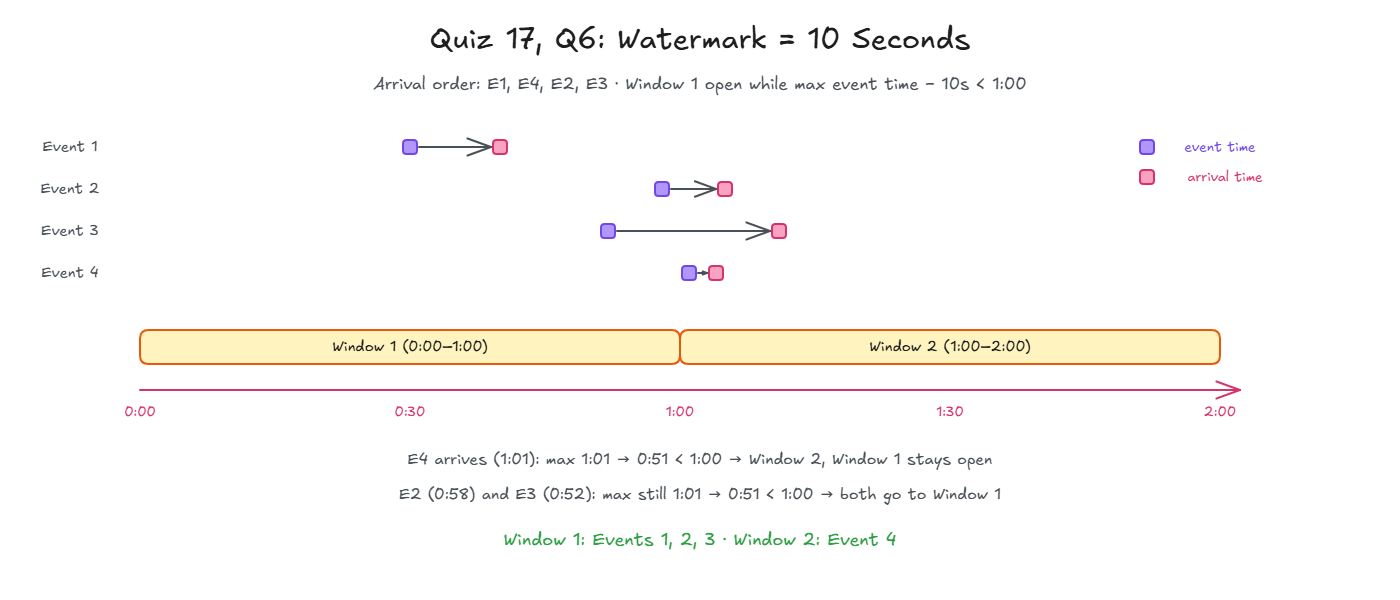 Quiz 17, Q6: Watermark = 10 Seconds
Arrival order: E1, E4, E2, E3 · Window 1 open while max event time − 10s < 1:00
Event 1
event time
arrival time
Event 2
Event 3
Event 4
Window 1 (0:00–1:00)
Window 2 (1:00–2:00)
0:00
0:30
1:00
1:30
2:00
E4 arrives (1:01): max 1:01 → 0:51 < 1:00 → Window 2, Window 1 stays open
E2 (0:58) and E3 (0:52): max still 1:01 → 0:51 < 1:00 → both go to Window 1
Window 1: Events 1, 2, 3 · Window 2: Event 4